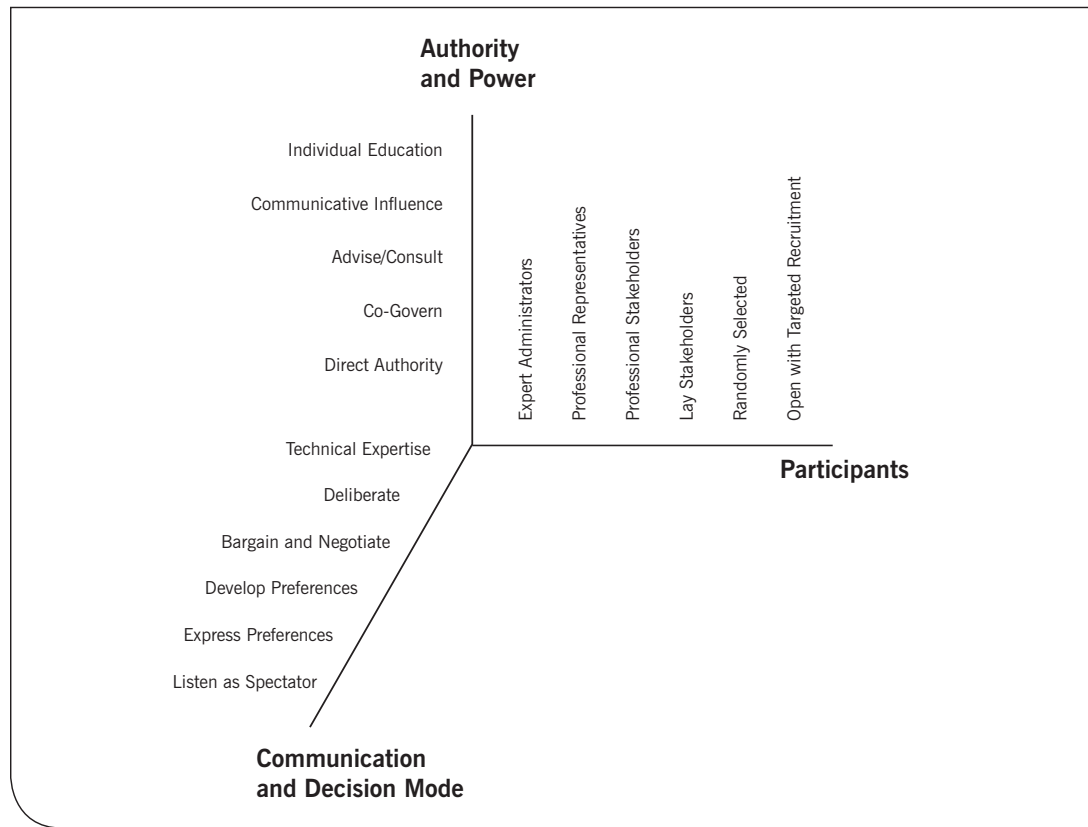 Authority
and Power
Individual Education
Communicative Influence
Advise/Consult
Co-Govern
Direct Authority
Expert Administrators
Professional Representatives
Professional Stakeholders
Lay Stakeholders
Randomly Selected
Open with Targeted Recruitment
Participants
Technical Expertise
Deliberate
Bargain and Negotiate
Develop Preferences
Express Preferences
Listen as Spectator
Communication
and Decision Mode